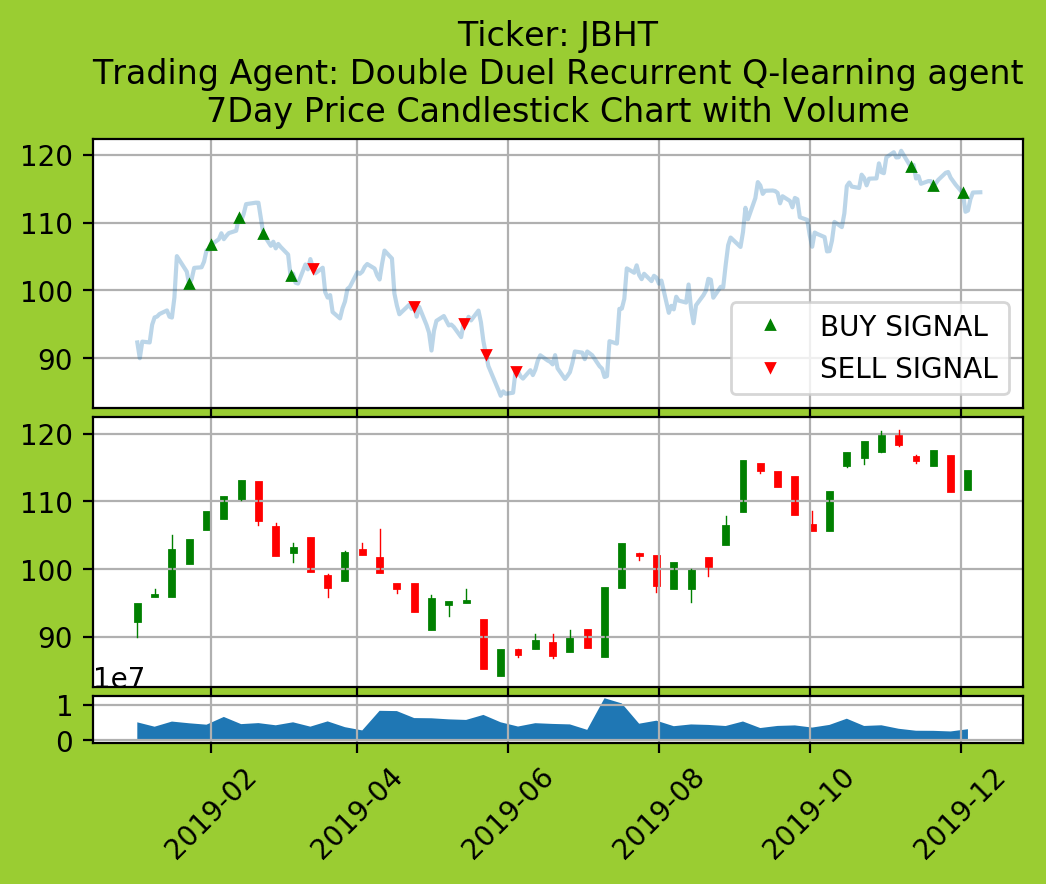 Ticker: JBHT
Trading Agent: Double Duel Recurrent Q-learning agent
7Day Price Candlestick Chart with Volume
120
110
100
90
BUY SIGNAL
SELL SIGNAL
120
110
100
90
1e7
1
0
2019-02
2019-04
2019-06
2019-08
2019-10
2019-12